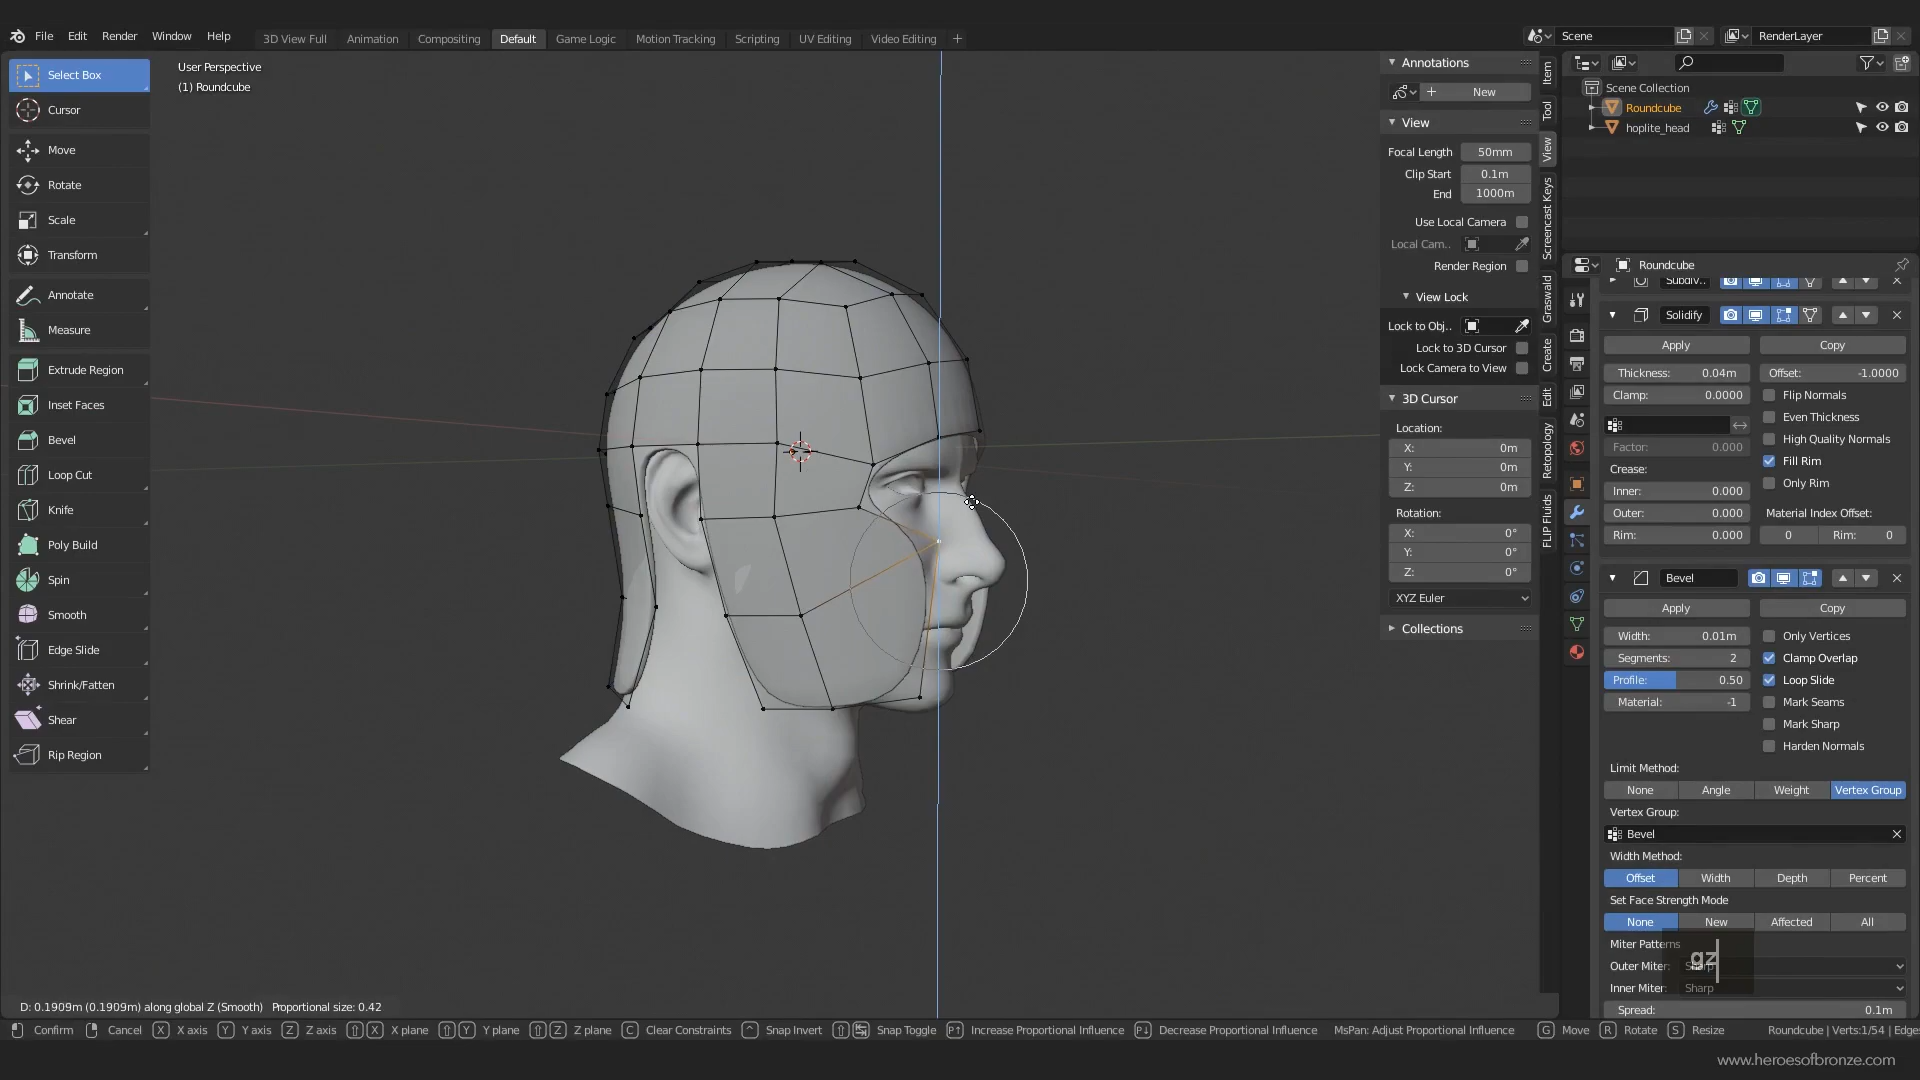 File Edit Render Window Help
3D View Full Animation Compositing Default Game Logic Motion Tracking Scripting UV Editing Video Editing +
Scene
RenderLayer
Select Box
Cursor
Move
Rotate
Scale
Transform
Annotate
Measure
Extrude Region
Inset Faces
Bevel
Loop Cut
Knife
Poly Build
Spin
Smooth
Edge Slide
Shrink/Fatten
Shear
Rip Region
User Perspective
(1) Roundcube
Annotations
+ New
View
Focal Length 50mm
Clip Start 0.1m
End 1000m
Use Local Camera
Local Cam..
Render Region
View Lock
Lock to Obj..
Lock to 3D Cursor
Lock Camera to View
3D Cursor
Location:
X: 0m
Y: 0m
Z: 0m
Rotation:
X: 0°
Y: 0°
Z: 0°
XYZ Euler
Collections
Item
Tool
View
Screencast Keys
Graswald
Create
Edit
Retopology
FLIP Fluids
Scene Collection
Roundcube
hoplite_head
Roundcube
Subdiv..
Solidify
Apply Copy
Thickness: 0.04m Offset: -1.0000
Clamp: 0.0000 Flip Normals
Even Thickness
Factor: 0.000 High Quality Normals
Crease: Fill Rim
Inner: 0.000 Only Rim
Outer: 0.000 Material Index Offset:
Rim: 0.000 0 Rim: 0
Bevel
Apply Copy
Width: 0.01m Only Vertices
Segments: 2 Clamp Overlap
Profile: 0.50 Loop Slide
Material: -1 Mark Seams
Mark Sharp
Harden Normals
Limit Method:
None Angle Weight Vertex Group
Vertex Group:
Bevel
Width Method:
Offset Width Depth Percent
Set Face Strength Mode
None New Affected All
Miter Patterns
Outer Miter: Sharp
Inner Miter: Sharp
Spread: 0.1m
gz
D: 0.1909m (0.1909m) along global Z (Smooth) Proportional size: 0.42
Confirm Cancel X X axis Y Y axis Z Z axis X X plane Y Y plane Z Z plane C Clear Constraints ^ Snap Invert Snap Toggle P↑ Increase Proportional Influence P↓ Decrease Proportional Influence MsPan: Adjust Proportional Influence G Move R Rotate S Resize Roundcube | Verts:1/54 | Edge
www.heroesofbronze.com